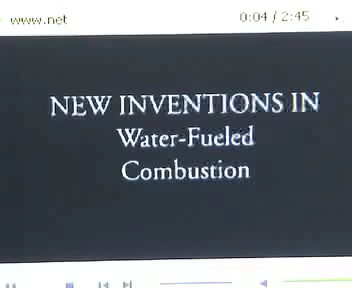 www.net
0:04 / 2:45
NEW INVENTIONS IN
Water-Fueled
Combustion